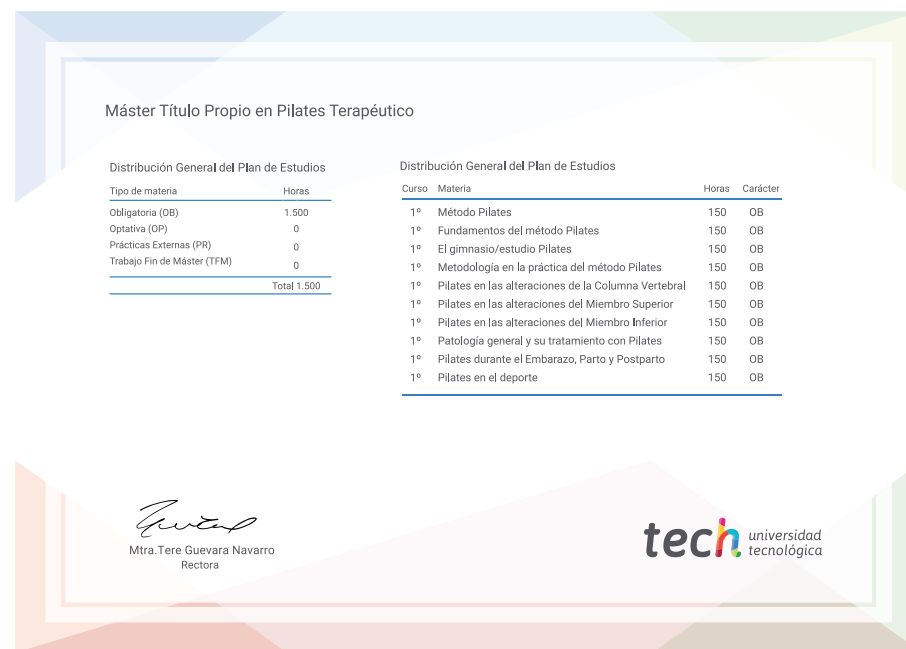 Máster Título Propio en Pilates Terapéutico
Distribución General del Plan de Estudios
Tipo de materia Horas
Obligatoria (OB) 1.500
Optativa (OP) 0
Prácticas Externas (PR) 0
Trabajo Fin de Máster (TFM) 0
Total 1.500
Distribución General del Plan de Estudios
Curso Materia Horas Carácter
1º Método Pilates 150 OB
1º Fundamentos del método Pilates 150 OB
1º El gimnasio/estudio Pilates 150 OB
1º Metodología en la práctica del método Pilates 150 OB
1º Pilates en las alteraciones de la Columna Vertebral 150 OB
1º Pilates en las alteraciones del Miembro Superior 150 OB
1º Pilates en las alteraciones del Miembro Inferior 150 OB
1º Patología general y su tratamiento con Pilates 150 OB
1º Pilates durante el Embarazo, Parto y Postparto 150 OB
1º Pilates en el deporte 150 OB
Mtra.Tere Guevara Navarro
Rectora
tech universidad
tecnológica